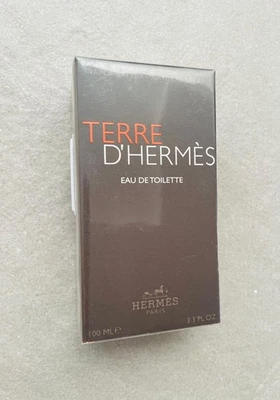 TERRE
D'HERMÈS
EAU DE TOILETTE
HERMÈS
PARIS
100 ML ℮ 3.3 FL.OZ